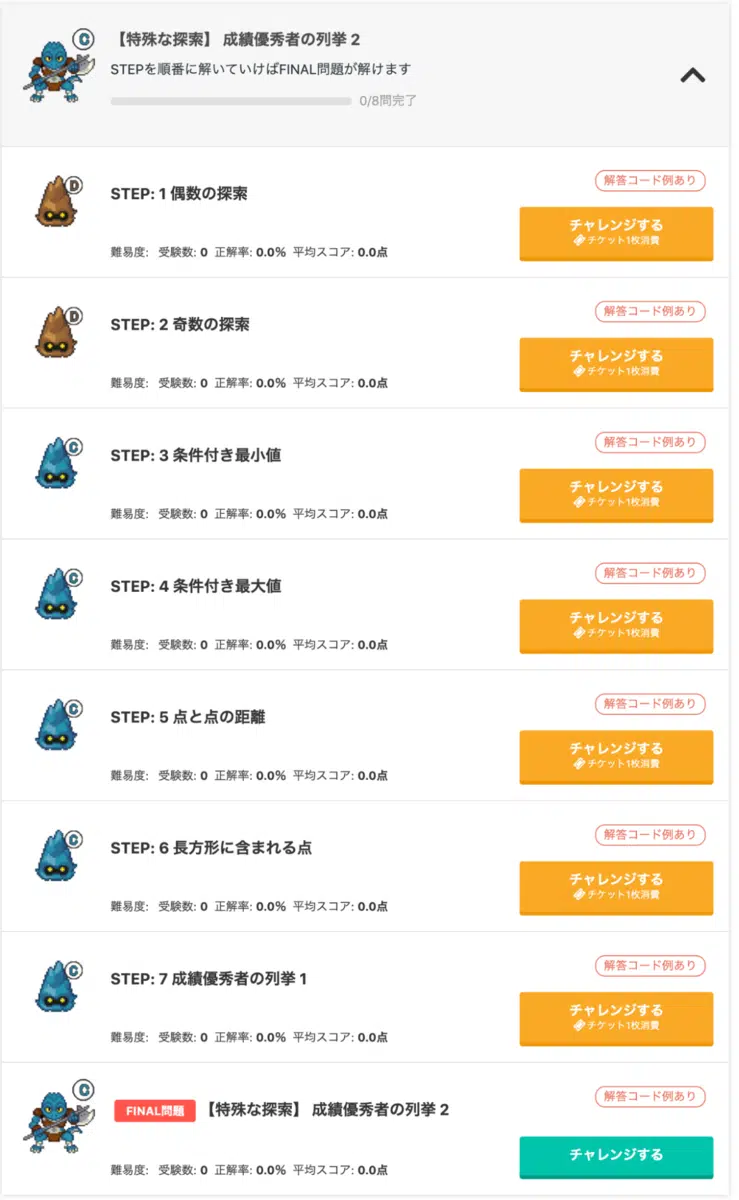 C
【特殊な探索】 成績優秀者の列挙 2
STEPを順番に解いていけばFINAL問題が解けます
0/8問完了
D
解答コード例あり
STEP: 1 偶数の探索
チャレンジする
チケット1枚消費
難易度: 受験数: 0 正解率: 0.0% 平均スコア: 0.0点
D
解答コード例あり
STEP: 2 奇数の探索
チャレンジする
チケット1枚消費
難易度: 受験数: 0 正解率: 0.0% 平均スコア: 0.0点
C
解答コード例あり
STEP: 3 条件付き最小値
チャレンジする
チケット1枚消費
難易度: 受験数: 0 正解率: 0.0% 平均スコア: 0.0点
C
解答コード例あり
STEP: 4 条件付き最大値
チャレンジする
チケット1枚消費
難易度: 受験数: 0 正解率: 0.0% 平均スコア: 0.0点
C
解答コード例あり
STEP: 5 点と点の距離
チャレンジする
チケット1枚消費
難易度: 受験数: 0 正解率: 0.0% 平均スコア: 0.0点
C
解答コード例あり
STEP: 6 長方形に含まれる点
チャレンジする
チケット1枚消費
難易度: 受験数: 0 正解率: 0.0% 平均スコア: 0.0点
C
解答コード例あり
STEP: 7 成績優秀者の列挙 1
チャレンジする
チケット1枚消費
難易度: 受験数: 0 正解率: 0.0% 平均スコア: 0.0点
C
解答コード例あり
FINAL問題 【特殊な探索】 成績優秀者の列挙 2
チャレンジする
難易度: 受験数: 0 正解率: 0.0% 平均スコア: 0.0点